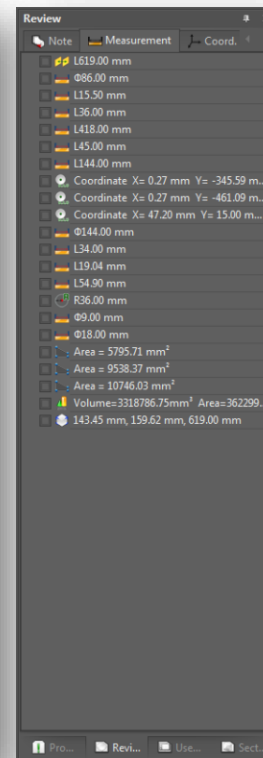 Review
Note Measurement Coord.
L619.00 mm
Φ86.00 mm
L15.50 mm
L36.00 mm
L418.00 mm
L45.00 mm
L144.00 mm
Coordinate X= 0.27 mm Y= -345.59 m...
Coordinate X= 0.27 mm Y= -461.09 m...
Coordinate X= 47.20 mm Y= 15.00 m...
Φ144.00 mm
L34.00 mm
L19.04 mm
L54.90 mm
R36.00 mm
Φ9.00 mm
Φ18.00 mm
Area = 5795.71 mm²
Area = 9538.37 mm²
Area = 10746.03 mm²
Volume=3318786.75mm³ Area=362299...
143.45 mm, 159.62 mm, 619.00 mm
Pro... Revi... Use... Sect...